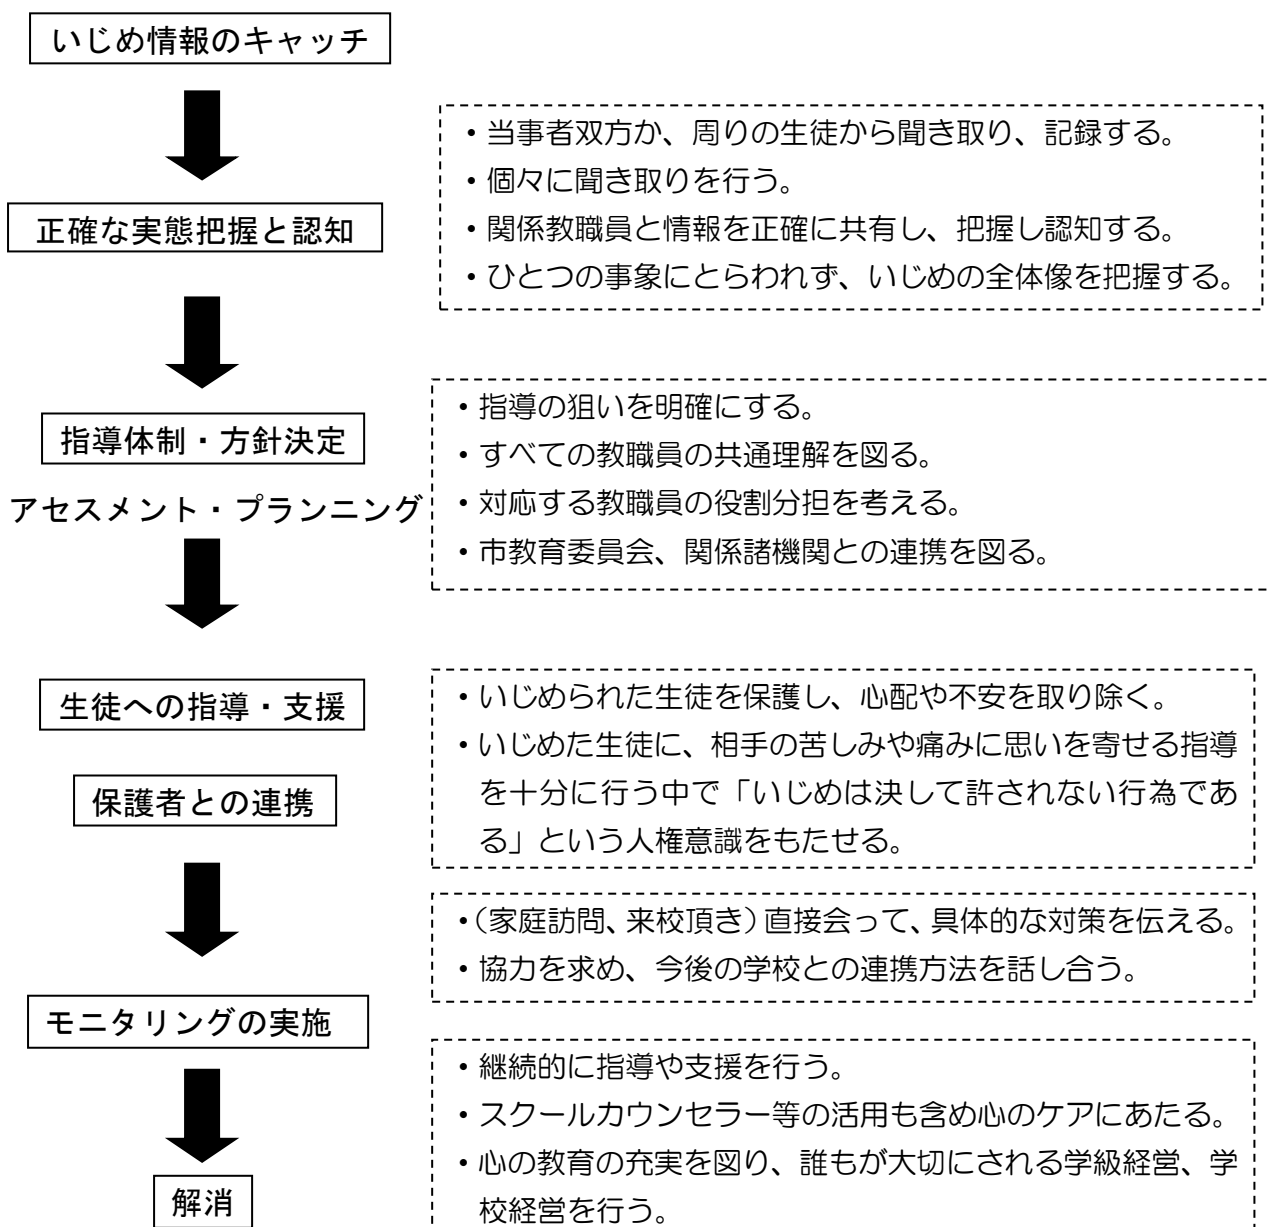 いじめ情報のキャッチ
・当事者双方か、周りの生徒から聞き取り、記録する。
・個々に聞き取りを行う。
正確な実態把握と認知
・関係教職員と情報を正確に共有し、把握し認知する。
・ひとつの事象にとらわれず、いじめの全体像を把握する。
指導体制・方針決定
アセスメント・プランニング
・指導の狙いを明確にする。
・すべての教職員の共通理解を図る。
・対応する教職員の役割分担を考える。
・市教育委員会、関係諸機関との連携を図る。
生徒への指導・支援
保護者との連携
・いじめられた生徒を保護し、心配や不安を取り除く。
・いじめた生徒に、相手の苦しみや痛みに思いを寄せる指導
を十分に行う中で「いじめは決して許されない行為であ
る」という人権意識をもたせる。
・（家庭訪問、来校頂き）直接会って、具体的な対策を伝える。
・協力を求め、今後の学校との連携方法を話し合う。
モニタリングの実施
・継続的に指導や支援を行う。
・スクールカウンセラー等の活用も含め心のケアにあたる。
・心の教育の充実を図り、誰もが大切にされる学級経営、学
校経営を行う。
解消